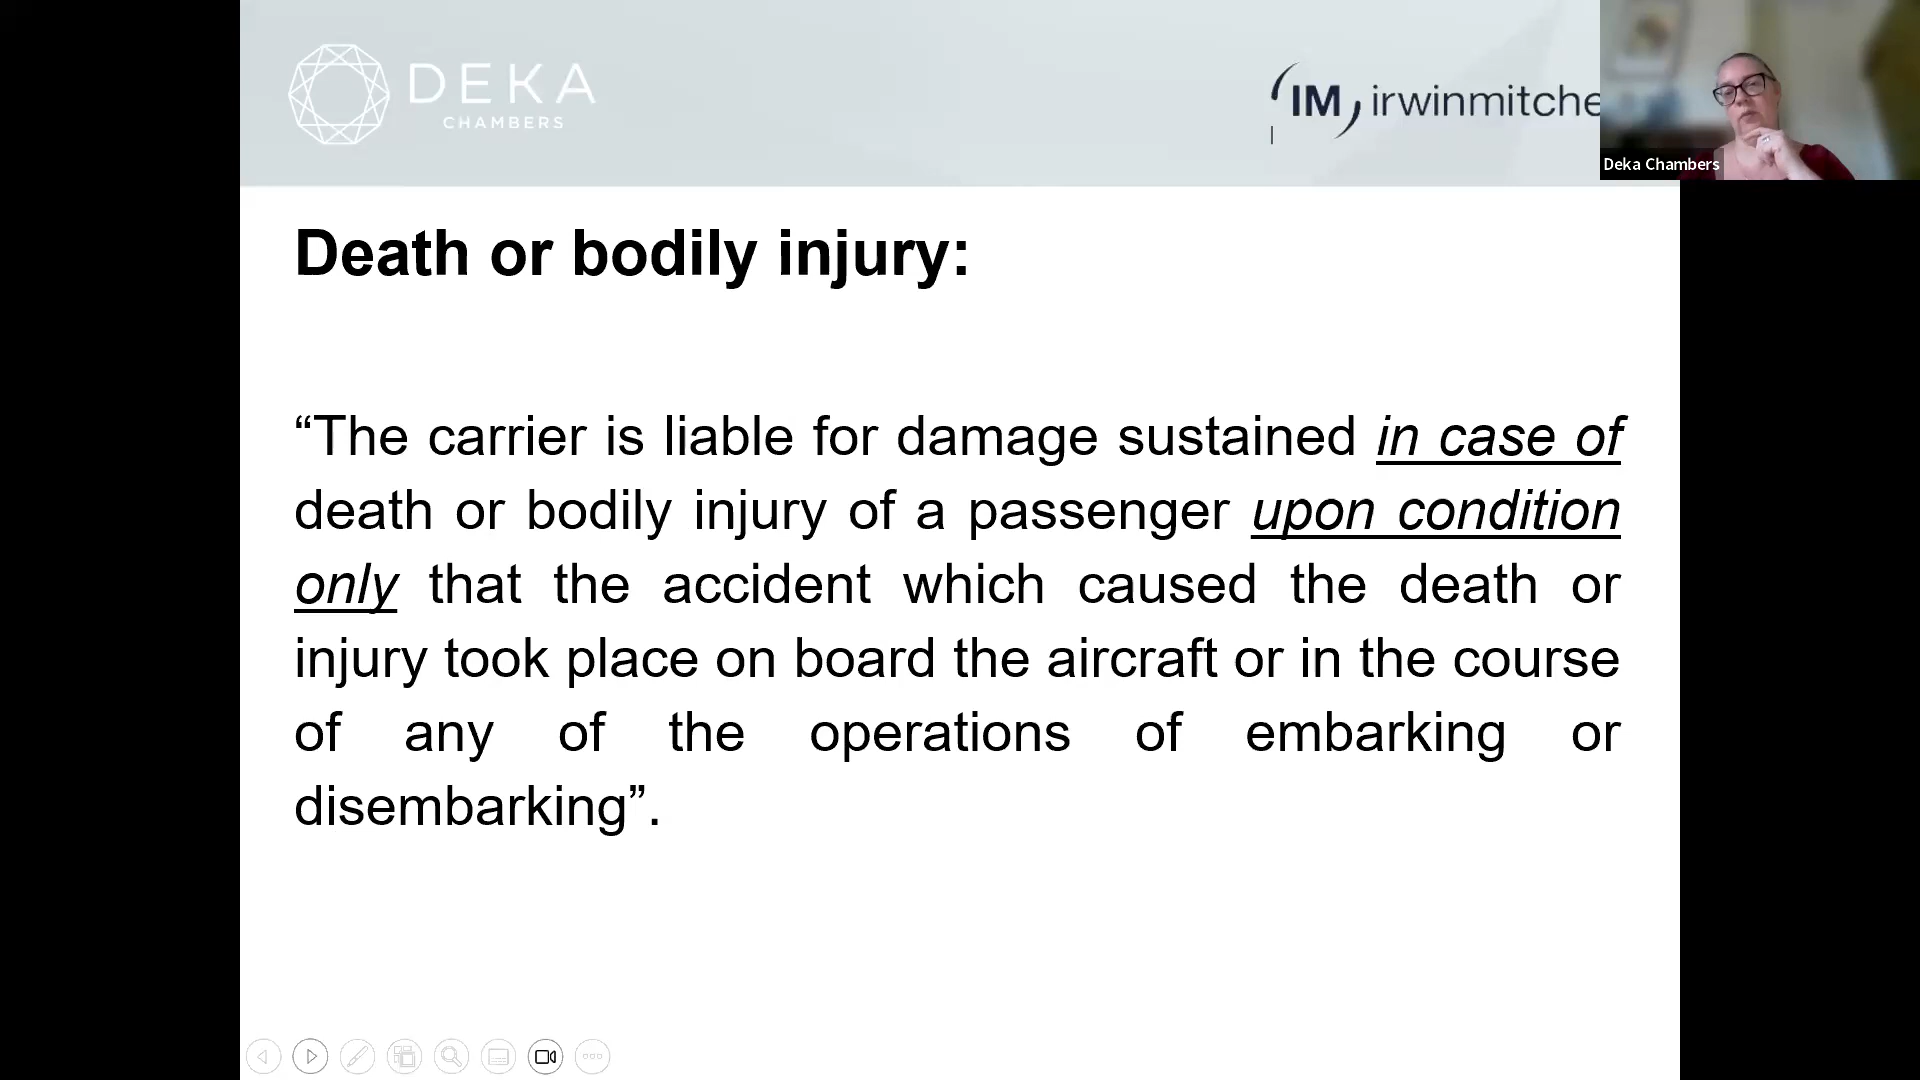 DEKA
CHAMBERS
IM irwinmitche
Deka Chambers
Death or bodily injury:
“The carrier is liable for damage sustained in case of
death or bodily injury of a passenger upon condition
only that the accident which caused the death or
injury took place on board the aircraft or in the course
of any of the operations of embarking or
disembarking”.